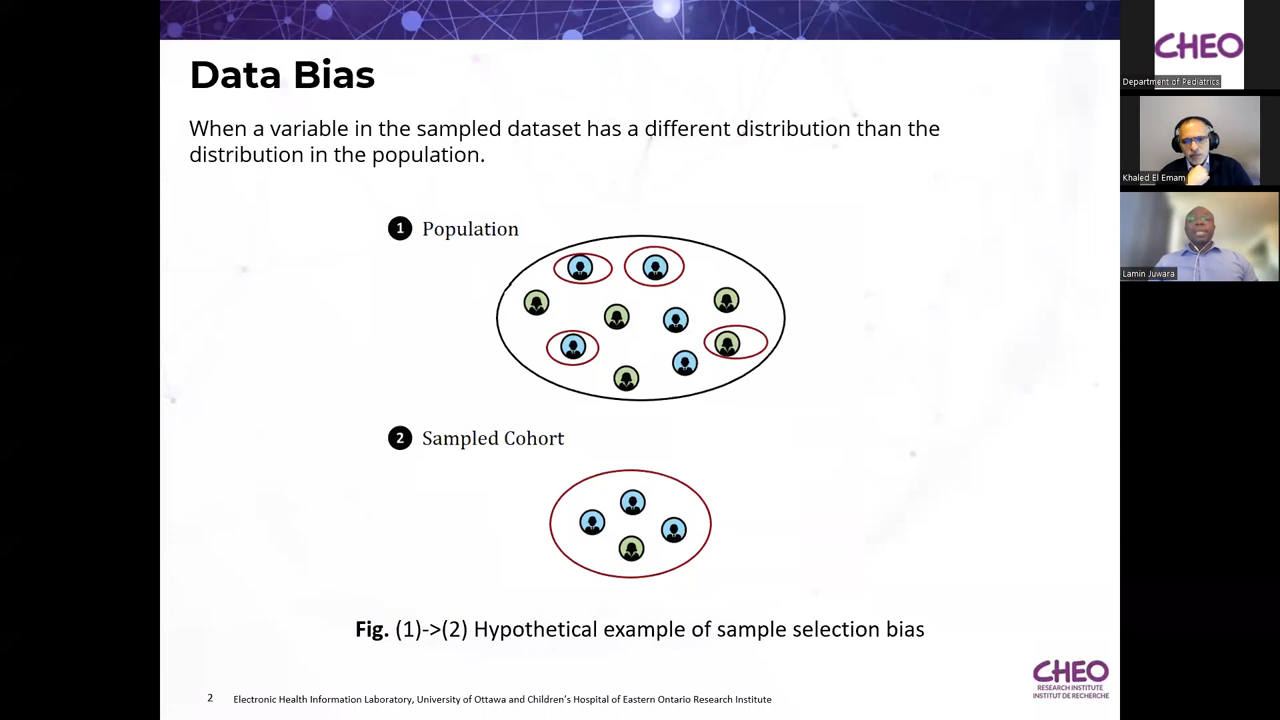 Data Bias
When a variable in the sampled dataset has a different distribution than the
distribution in the population.
1 Population
2 Sampled Cohort
Fig. (1)->(2) Hypothetical example of sample selection bias
2 Electronic Health Information Laboratory, University of Ottawa and Children's Hospital of Eastern Ontario Research Institute
CHEO
RESEARCH INSTITUTE
INSTITUT DE RECHERCHE
CHEO
Department of Pediatrics
Khaled El Emam
Lamin Juwara